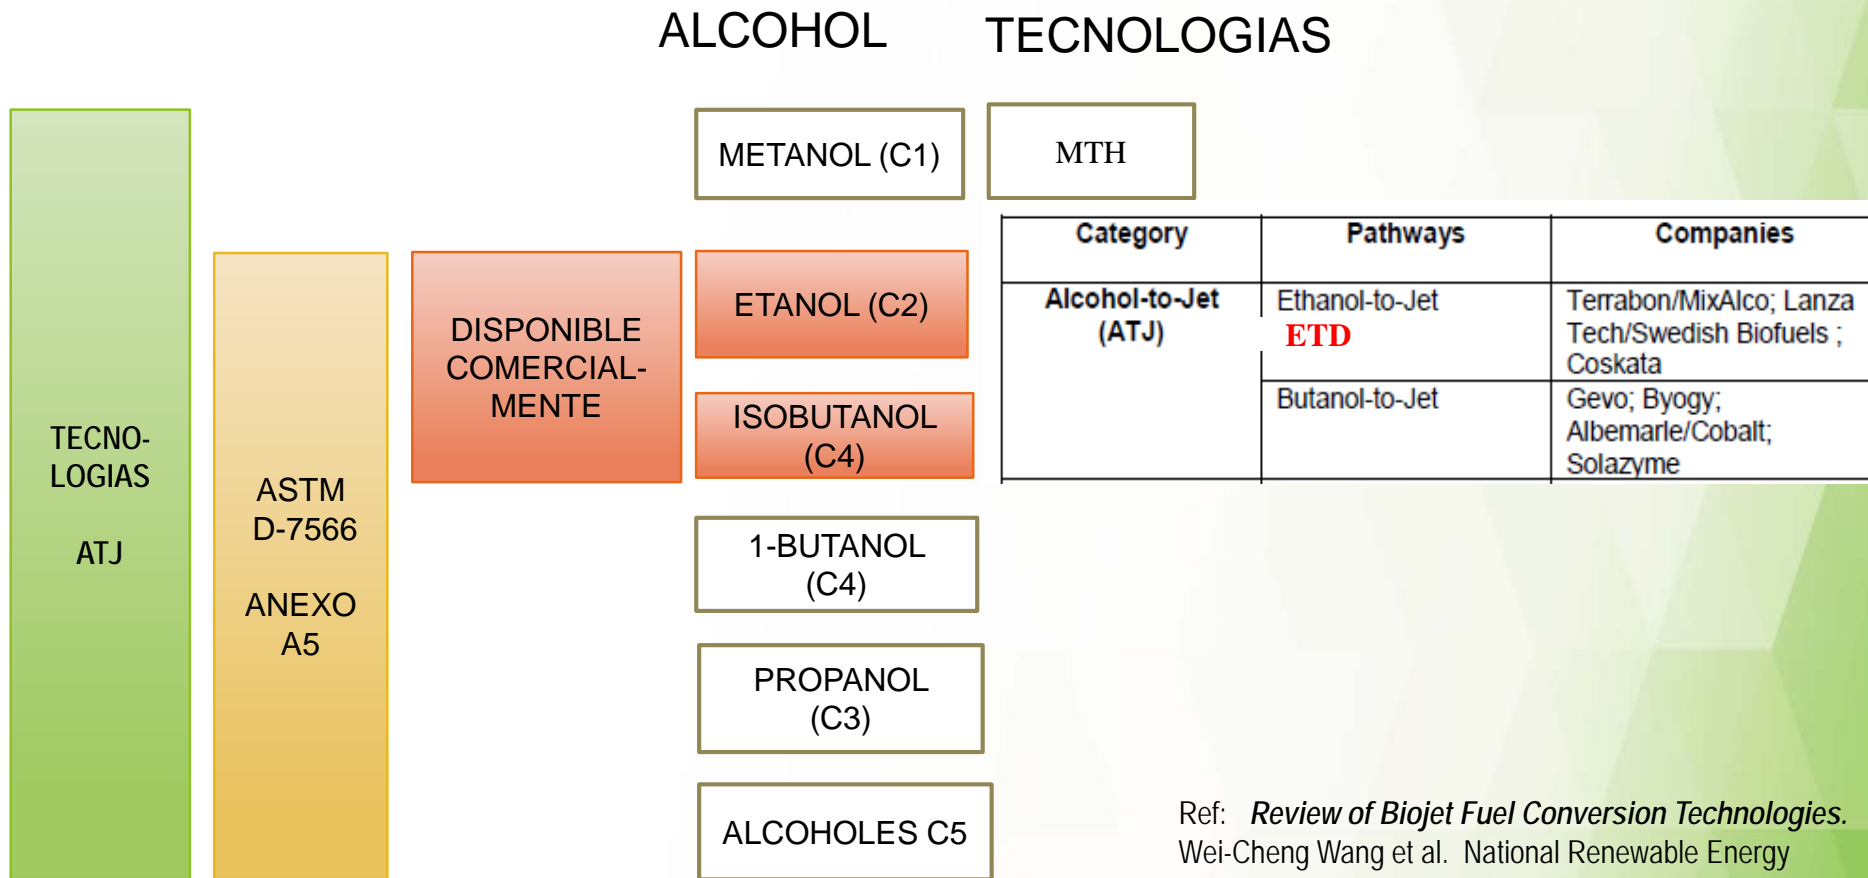 ALCOHOL TECNOLOGIAS
METANOL (C1)
MTH
TECNO-
LOGIAS
ATJ
ASTM
D-7566
ANEXO
A5
DISPONIBLE
COMERCIAL-
MENTE
ETANOL (C2)
ISOBUTANOL
(C4)
1-BUTANOL
(C4)
PROPANOL
(C3)
ALCOHOLES C5
Category Pathways Companies
Alcohol-to-Jet
(ATJ)
Ethanol-to-Jet
ETD
Terrabon/MixAlco; Lanza
Tech/Swedish Biofuels ;
Coskata
Butanol-to-Jet
Gevo; Byogy;
Albemarle/Cobalt;
Solazyme
Ref: Review of Biojet Fuel Conversion Technologies.
Wei-Cheng Wang et al. National Renewable Energy